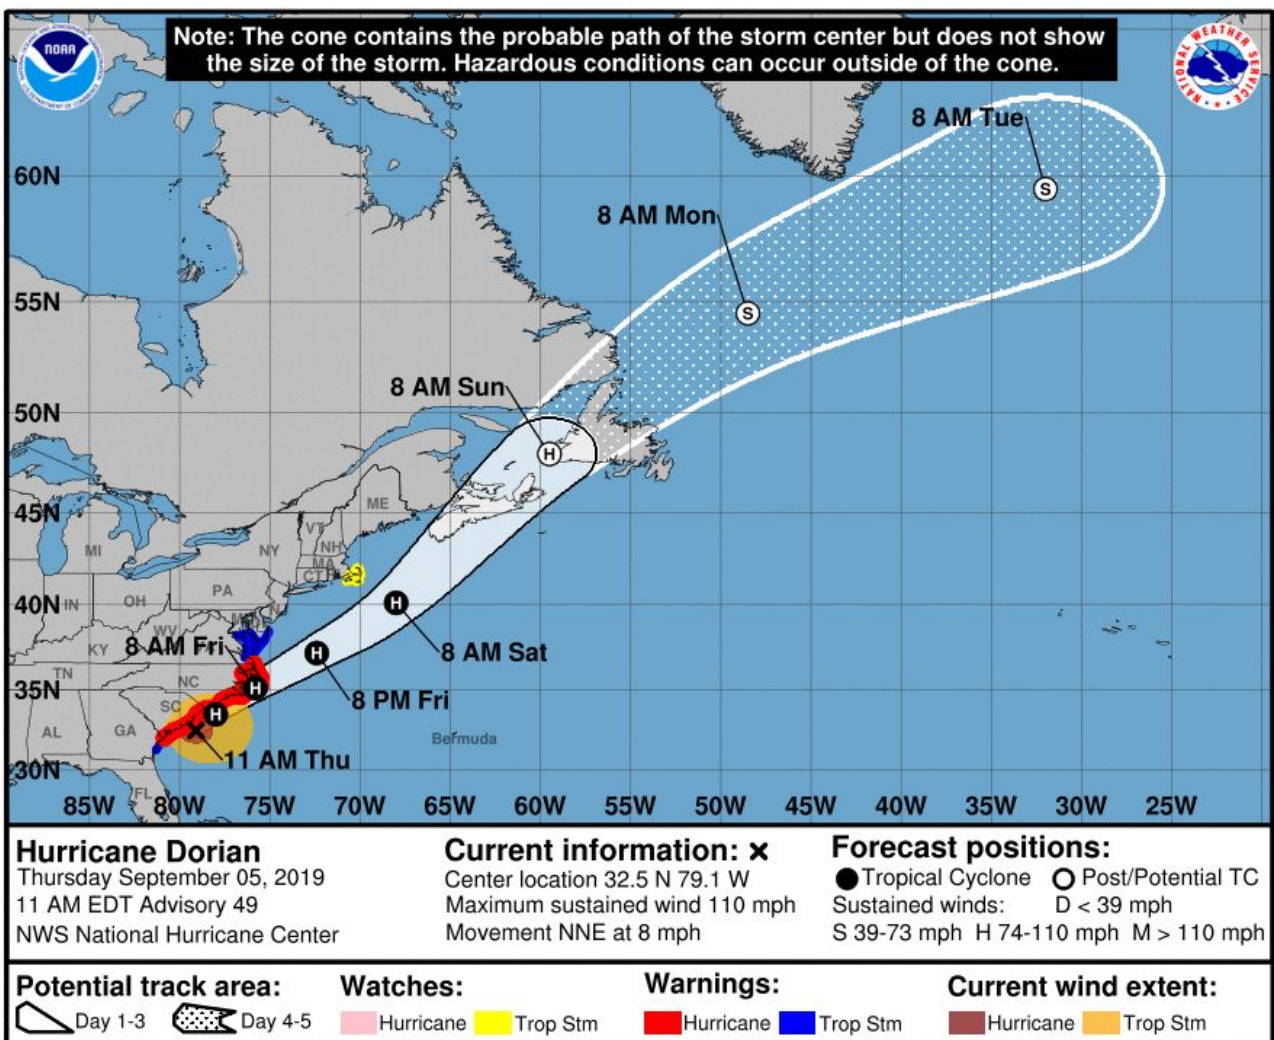 Note: The cone contains the probable path of the storm center but does not show
the size of the storm. Hazardous conditions can occur outside of the cone.
NOAA
NATIONAL WEATHER SERVICE
8 AM Tue
60N
8 AM Mon
55N
8 AM Sun
50N
ME
45N
VT
NH
MI
NY
MA
CT
PA
40N
IN
OH
WV
KY
8 AM Fri
8 AM Sat
TN
NC
35N
8 PM Fri
SC
AL
GA
Bermuda
11 AM Thu
30N
FL
85W 80W 75W 70W 65W 60W 55W 50W 45W 40W 35W 30W 25W
Hurricane Dorian
Thursday September 05, 2019
11 AM EDT Advisory 49
NWS National Hurricane Center
Current information: x
Center location 32.5 N 79.1 W
Maximum sustained wind 110 mph
Movement NNE at 8 mph
Forecast positions:
Tropical Cyclone Post/Potential TC
Sustained winds: D < 39 mph
S 39-73 mph H 74-110 mph M > 110 mph
Potential track area:
Day 1-3 Day 4-5
Watches:
Hurricane Trop Stm
Warnings:
Hurricane Trop Stm
Current wind extent:
Hurricane Trop Stm